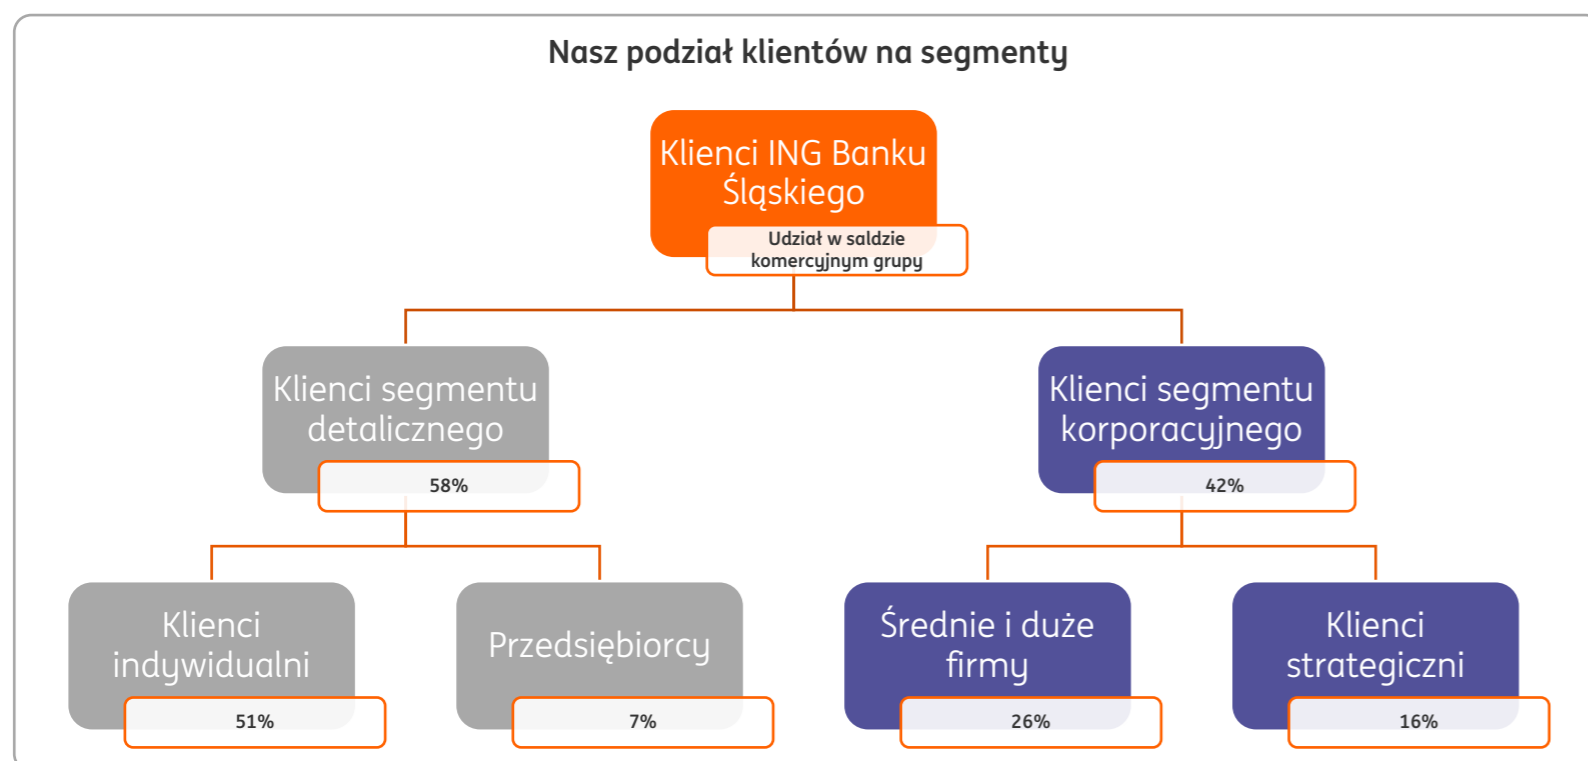 Nasz podział klientów na segmenty
Klienci ING Banku
Śląskiego
Udział w saldzie
komercyjnym grupy
Klienci segmentu
detalicznego
58%
Klienci segmentu
korporacyjnego
42%
Klienci
indywidualni
51%
Przedsiębiorcy
7%
Średnie i duże
firmy
26%
Klienci
strategiczni
16%